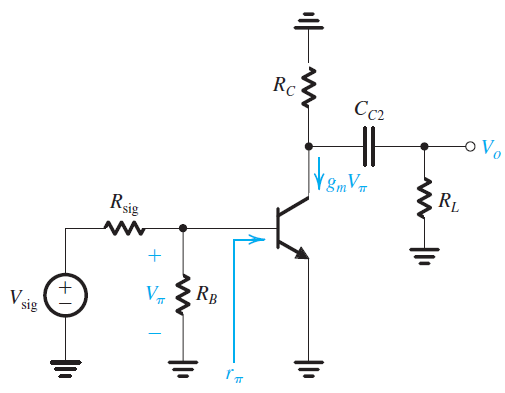 R_C
C_C2
V_o
g_m V_π
R_sig
R_L
+
V_π
R_B
−
V_sig
+
−
r_π